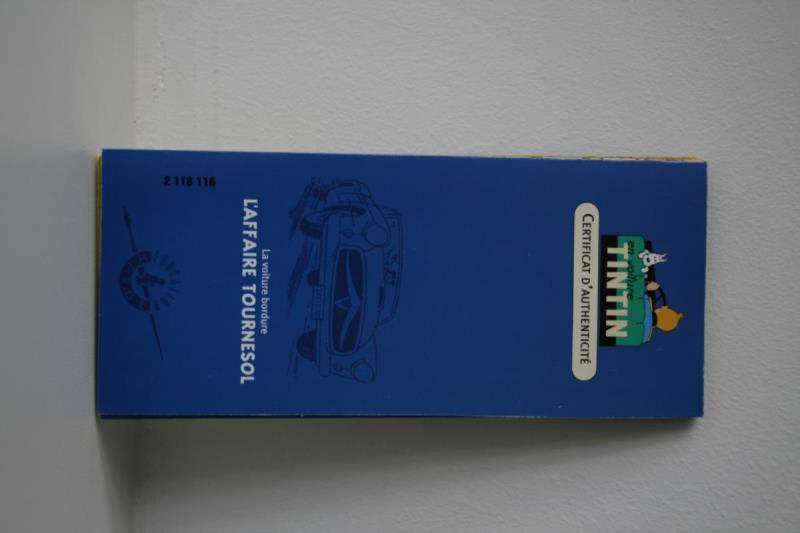 en voiture
TINTIN
CERTIFICAT D'AUTHENTICITÉ
La voiture bordure
L'AFFAIRE TOURNESOL
2 118 116